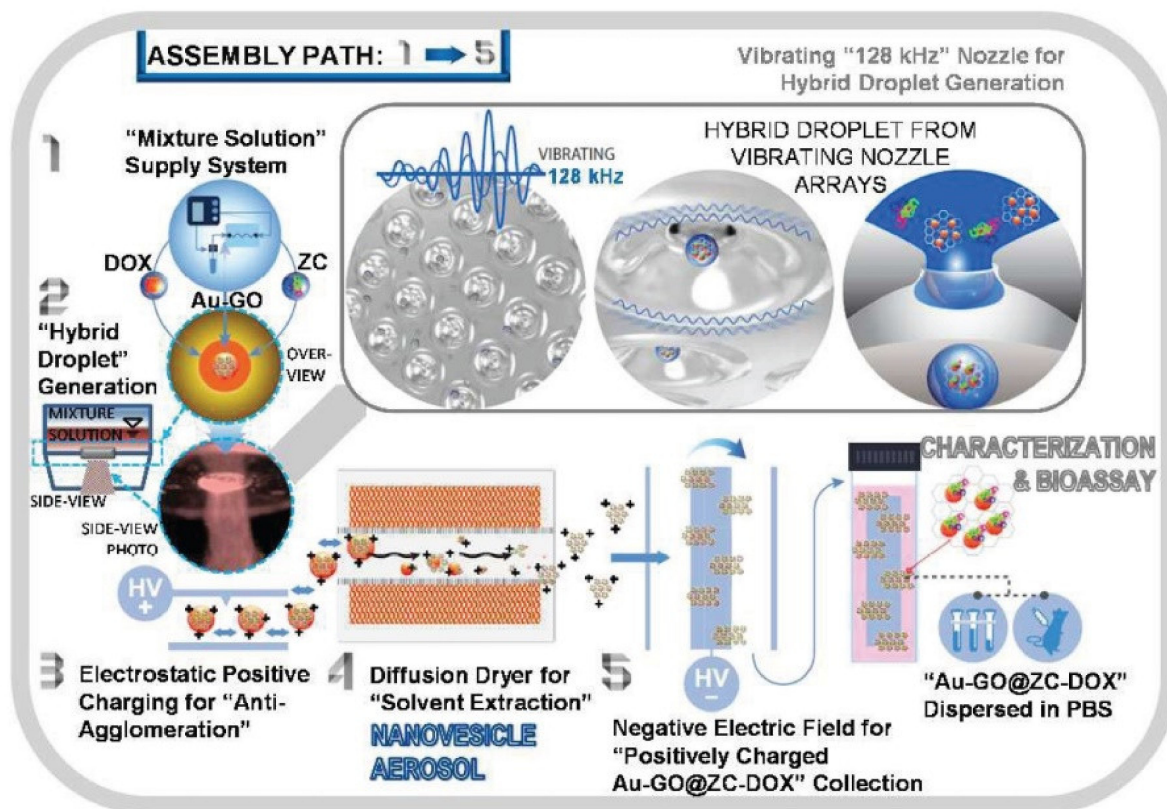 ASSEMBLY PATH: 1 5
Vibrating “128 kHz” Nozzle for
Hybrid Droplet Generation
1
“Mixture Solution”
Supply System
DOX
ZC
Au-GO
2
“Hybrid
Droplet”
Generation
OVER-
VIEW
MIXTURE
SOLUTION
SIDE-VIEW
SIDE-VIEW
PHOTO
VIBRATING
128 kHz
HYBRID DROPLET FROM
VIBRATING NOZZLE
ARRAYS
HV
+
3
Electrostatic Positive
Charging for “Anti-
Agglomeration”
4
Diffusion Dryer for
“Solvent Extraction”
NANOVESICLE
AEROSOL
5
HV
–
Negative Electric Field for
“Positively Charged
Au-GO@ZC-DOX” Collection
CHARACTERIZATION
& BIOASSAY
“Au-GO@ZC-DOX”
Dispersed in PBS